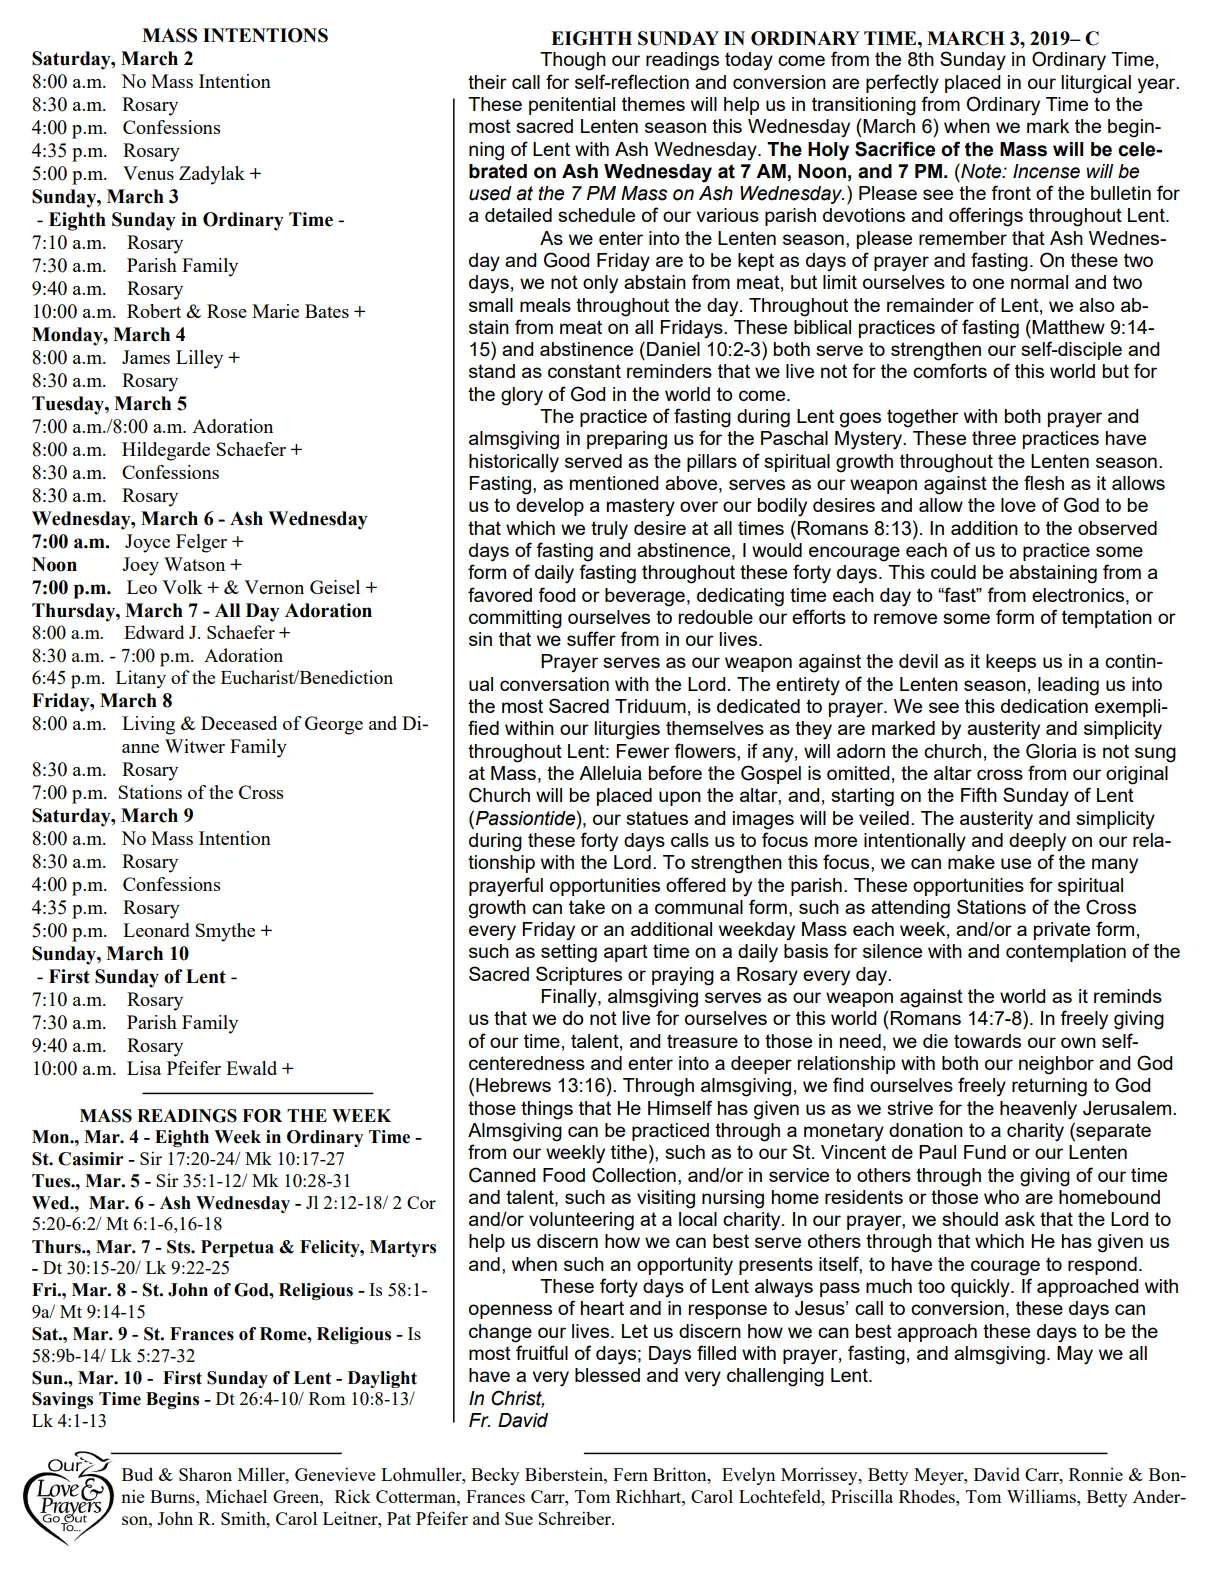 MASS INTENTIONS
Saturday, March 2
8:00 a.m. No Mass Intention
8:30 a.m. Rosary
4:00 p.m. Confessions
4:35 p.m. Rosary
5:00 p.m. Venus Zadylak +
Sunday, March 3
- Eighth Sunday in Ordinary Time -
7:10 a.m. Rosary
7:30 a.m. Parish Family
9:40 a.m. Rosary
10:00 a.m. Robert & Rose Marie Bates +
Monday, March 4
8:00 a.m. James Lilley +
8:30 a.m. Rosary
Tuesday, March 5
7:00 a.m./8:00 a.m. Adoration
8:00 a.m. Hildegarde Schaefer +
8:30 a.m. Confessions
8:30 a.m. Rosary
Wednesday, March 6 - Ash Wednesday
7:00 a.m. Joyce Felger +
Noon Joey Watson +
7:00 p.m. Leo Volk + & Vernon Geisel +
Thursday, March 7 - All Day Adoration
8:00 a.m. Edward J. Schaefer +
8:30 a.m. - 7:00 p.m. Adoration
6:45 p.m. Litany of the Eucharist/Benediction
Friday, March 8
8:00 a.m. Living & Deceased of George and Di-
anne Witwer Family
8:30 a.m. Rosary
7:00 p.m. Stations of the Cross
Saturday, March 9
8:00 a.m. No Mass Intention
8:30 a.m. Rosary
4:00 p.m. Confessions
4:35 p.m. Rosary
5:00 p.m. Leonard Smythe +
Sunday, March 10
- First Sunday of Lent -
7:10 a.m. Rosary
7:30 a.m. Parish Family
9:40 a.m. Rosary
10:00 a.m. Lisa Pfeifer Ewald +
MASS READINGS FOR THE WEEK
Mon., Mar. 4 - Eighth Week in Ordinary Time -
St. Casimir - Sir 17:20-24/ Mk 10:17-27
Tues., Mar. 5 - Sir 35:1-12/ Mk 10:28-31
Wed., Mar. 6 - Ash Wednesday - Jl 2:12-18/ 2 Cor
5:20-6:2/ Mt 6:1-6,16-18
Thurs., Mar. 7 - Sts. Perpetua & Felicity, Martyrs
- Dt 30:15-20/ Lk 9:22-25
Fri., Mar. 8 - St. John of God, Religious - Is 58:1-
9a/ Mt 9:14-15
Sat., Mar. 9 - St. Frances of Rome, Religious - Is
58:9b-14/ Lk 5:27-32
Sun., Mar. 10 - First Sunday of Lent - Daylight
Savings Time Begins - Dt 26:4-10/ Rom 10:8-13/
Lk 4:1-13
EIGHTH SUNDAY IN ORDINARY TIME, MARCH 3, 2019– C
Though our readings today come from the 8th Sunday in Ordinary Time,
their call for self-reflection and conversion are perfectly placed in our liturgical year.
These penitential themes will help us in transitioning from Ordinary Time to the
most sacred Lenten season this Wednesday (March 6) when we mark the begin-
ning of Lent with Ash Wednesday. The Holy Sacrifice of the Mass will be cele-
brated on Ash Wednesday at 7 AM, Noon, and 7 PM. (Note: Incense will be
used at the 7 PM Mass on Ash Wednesday.) Please see the front of the bulletin for
a detailed schedule of our various parish devotions and offerings throughout Lent.
As we enter into the Lenten season, please remember that Ash Wednes-
day and Good Friday are to be kept as days of prayer and fasting. On these two
days, we not only abstain from meat, but limit ourselves to one normal and two
small meals throughout the day. Throughout the remainder of Lent, we also ab-
stain from meat on all Fridays. These biblical practices of fasting (Matthew 9:14-
15) and abstinence (Daniel 10:2-3) both serve to strengthen our self-disciple and
stand as constant reminders that we live not for the comforts of this world but for
the glory of God in the world to come.
The practice of fasting during Lent goes together with both prayer and
almsgiving in preparing us for the Paschal Mystery. These three practices have
historically served as the pillars of spiritual growth throughout the Lenten season.
Fasting, as mentioned above, serves as our weapon against the flesh as it allows
us to develop a mastery over our bodily desires and allow the love of God to be
that which we truly desire at all times (Romans 8:13). In addition to the observed
days of fasting and abstinence, I would encourage each of us to practice some
form of daily fasting throughout these forty days. This could be abstaining from a
favored food or beverage, dedicating time each day to “fast” from electronics, or
committing ourselves to redouble our efforts to remove some form of temptation or
sin that we suffer from in our lives.
Prayer serves as our weapon against the devil as it keeps us in a contin-
ual conversation with the Lord. The entirety of the Lenten season, leading us into
the most Sacred Triduum, is dedicated to prayer. We see this dedication exempli-
fied within our liturgies themselves as they are marked by austerity and simplicity
throughout Lent: Fewer flowers, if any, will adorn the church, the Gloria is not sung
at Mass, the Alleluia before the Gospel is omitted, the altar cross from our original
Church will be placed upon the altar, and, starting on the Fifth Sunday of Lent
(Passiontide), our statues and images will be veiled. The austerity and simplicity
during these forty days calls us to focus more intentionally and deeply on our rela-
tionship with the Lord. To strengthen this focus, we can make use of the many
prayerful opportunities offered by the parish. These opportunities for spiritual
growth can take on a communal form, such as attending Stations of the Cross
every Friday or an additional weekday Mass each week, and/or a private form,
such as setting apart time on a daily basis for silence with and contemplation of the
Sacred Scriptures or praying a Rosary every day.
Finally, almsgiving serves as our weapon against the world as it reminds
us that we do not live for ourselves or this world (Romans 14:7-8). In freely giving
of our time, talent, and treasure to those in need, we die towards our own self-
centeredness and enter into a deeper relationship with both our neighbor and God
(Hebrews 13:16). Through almsgiving, we find ourselves freely returning to God
those things that He Himself has given us as we strive for the heavenly Jerusalem.
Almsgiving can be practiced through a monetary donation to a charity (separate
from our weekly tithe), such as to our St. Vincent de Paul Fund or our Lenten
Canned Food Collection, and/or in service to others through the giving of our time
and talent, such as visiting nursing home residents or those who are homebound
and/or volunteering at a local charity. In our prayer, we should ask that the Lord to
help us discern how we can best serve others through that which He has given us
and, when such an opportunity presents itself, to have the courage to respond.
These forty days of Lent always pass much too quickly. If approached with
openness of heart and in response to Jesus’ call to conversion, these days can
change our lives. Let us discern how we can best approach these days to be the
most fruitful of days; Days filled with prayer, fasting, and almsgiving. May we all
have a very blessed and very challenging Lent.
In Christ,
Fr. David
Our
Love &
Prayers
Go Out
To...
Bud & Sharon Miller, Genevieve Lohmuller, Becky Biberstein, Fern Britton, Evelyn Morrissey, Betty Meyer, David Carr, Ronnie & Bon-
nie Burns, Michael Green, Rick Cotterman, Frances Carr, Tom Richhart, Carol Lochtefeld, Priscilla Rhodes, Tom Williams, Betty Ander-
son, John R. Smith, Carol Leitner, Pat Pfeifer and Sue Schreiber.